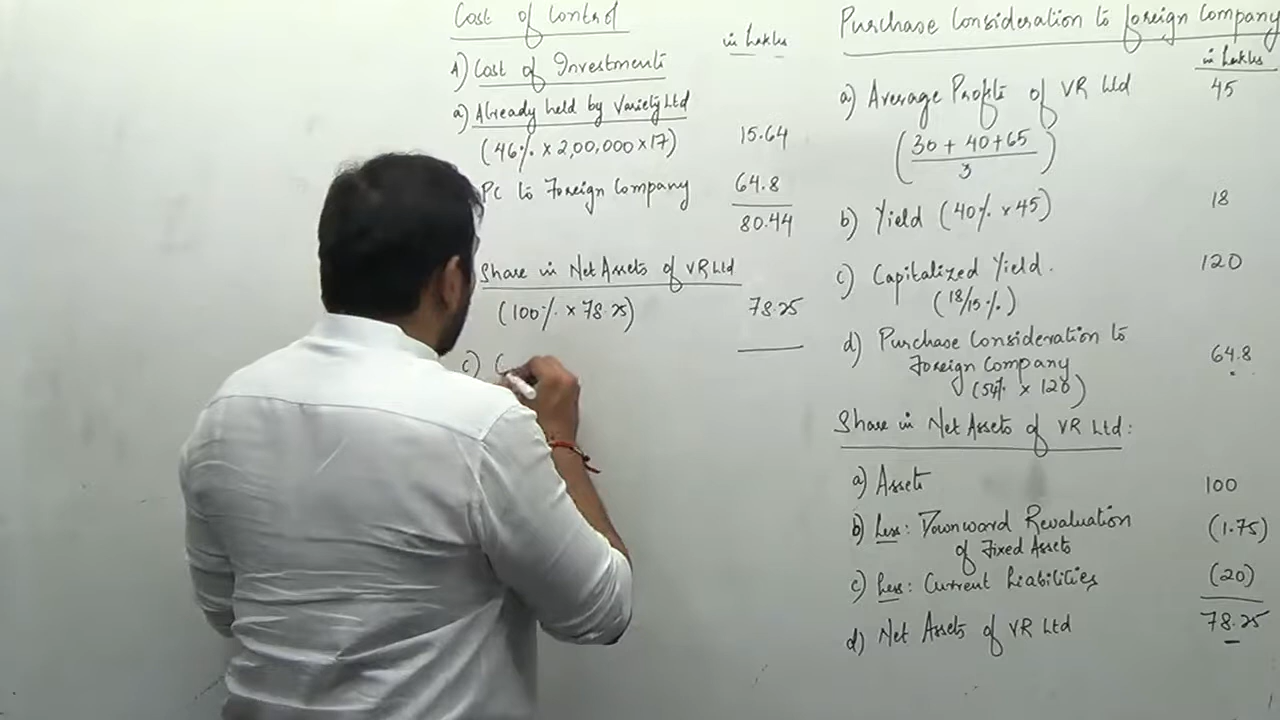 Cost of Control
in Lakhs
1) Cost of Investments
a) Already held by Variety Ltd
(46% x 2,00,000 x 17) 15.64
PC to Foreign Company 64.8
80.44
Share in Net Assets of VR Ltd
(100% x 78.25) 78.25
c) C
Purchase Consideration to foreign Company
in Lakhs
a) Average Profits of VR Ltd 45
(30 + 40 + 65
3)
b) Yield (40% x 45) 18
c) Capitalized Yield. 120
(18/15%)
d) Purchase Consideration to
Foreign Company 64.8
(54% x 120)
Share in Net Assets of VR Ltd:
a) Assets 100
b) Less: Downward Revaluation (1.75)
of Fixed Assets
c) Less: Current Liabilities (20)
d) Net Assets of VR Ltd 78.25